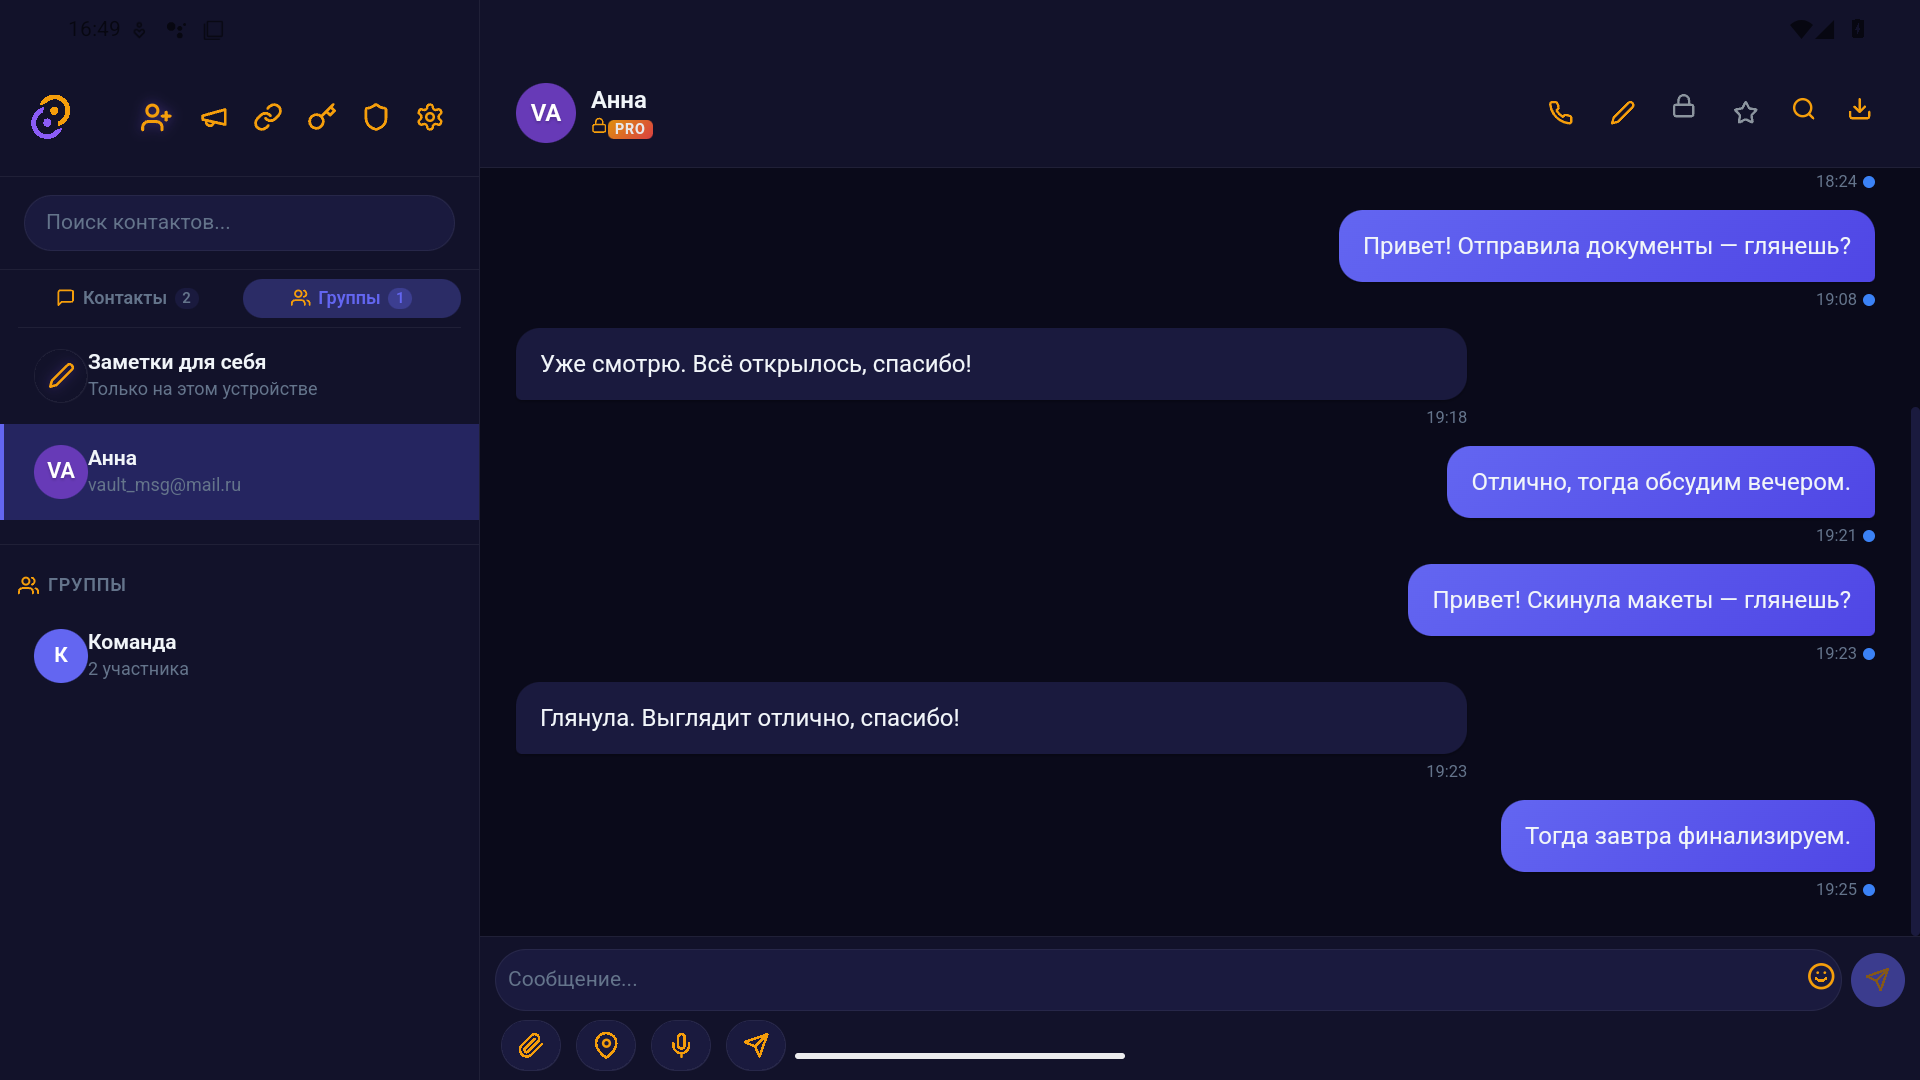 16:49
Поиск контактов...
Контакты 2
Группы 1
Заметки для себя
Только на этом устройстве
VA
Анна
vault_msg@mail.ru
ГРУППЫ
К
Команда
2 участника
VA
Анна
PRO
18:24
Привет! Отправила документы — глянешь?
19:08
Уже смотрю. Всё открылось, спасибо!
19:18
Отлично, тогда обсудим вечером.
19:21
Привет! Скинула макеты — глянешь?
19:23
Глянула. Выглядит отлично, спасибо!
19:23
Тогда завтра финализируем.
19:25
Сообщение...